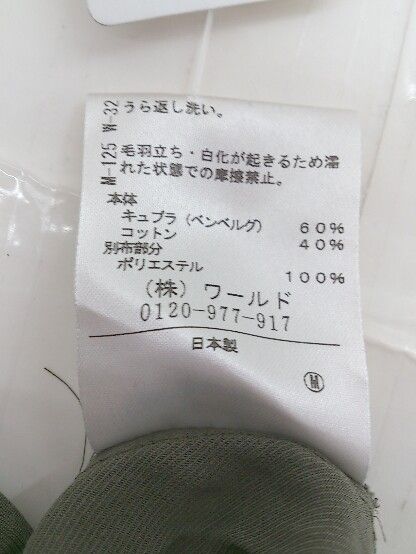 W-32 うら返し洗い。
M-125 毛羽立ち・白化が起きるため濡
れた状態での摩擦禁止。
本体
キュプラ（ベンベルグ） 60%
コットン 40%
別布部分
ポリエステル 100%
（株）ワールド
0120-977-917
日本製